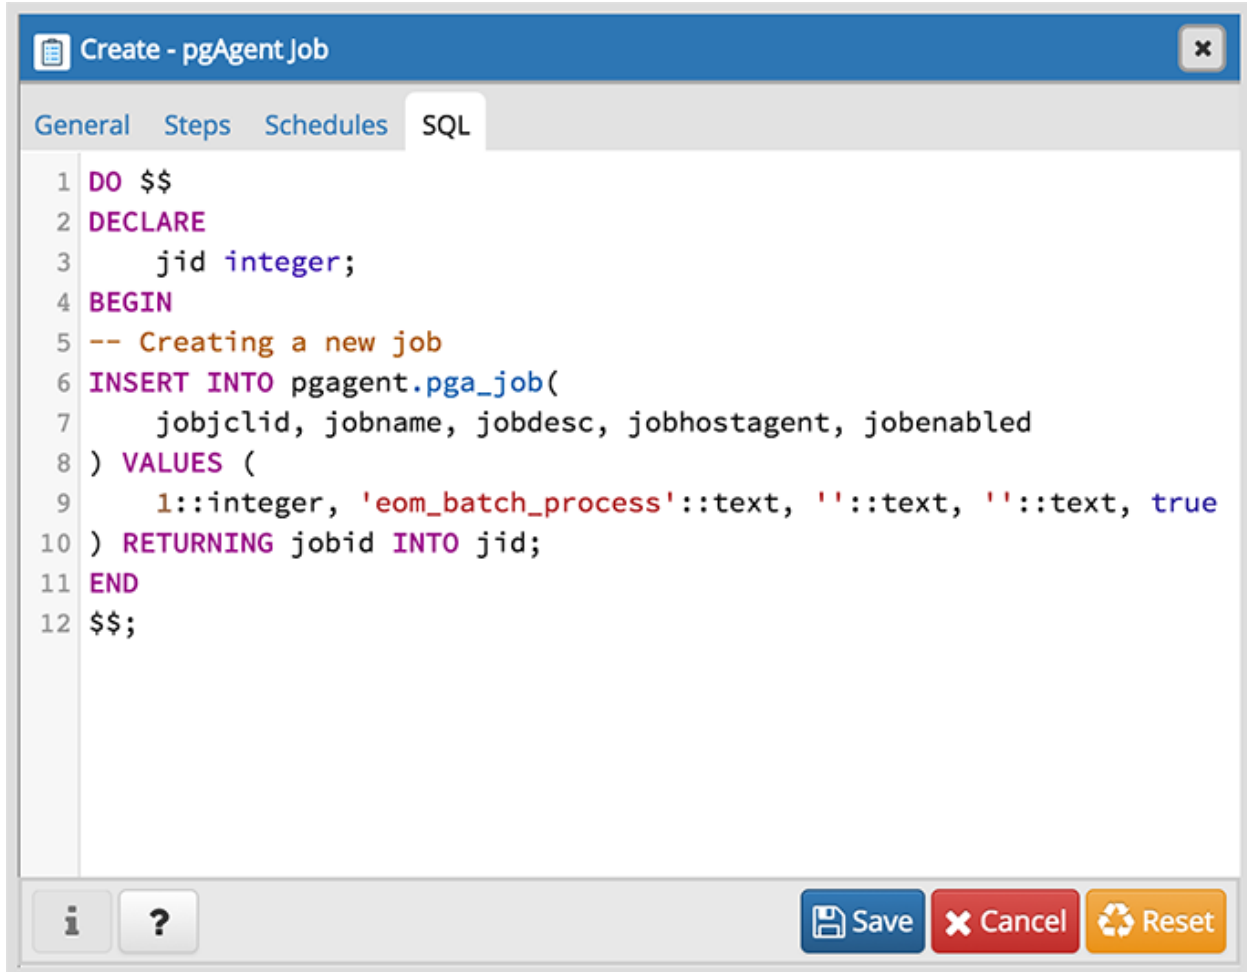 Create - pgAgent Job
General Steps Schedules SQL
1 DO $$
2 DECLARE
3     jid integer;
4 BEGIN
5 -- Creating a new job
6 INSERT INTO pgagent.pga_job(
7     jobjclid, jobname, jobdesc, jobhostagent, jobenabled
8 ) VALUES (
9     1::integer, 'eom_batch_process'::text, ''::text, ''::text, true
10 ) RETURNING jobid INTO jid;
11 END
12 $$;
i ? Save Cancel Reset